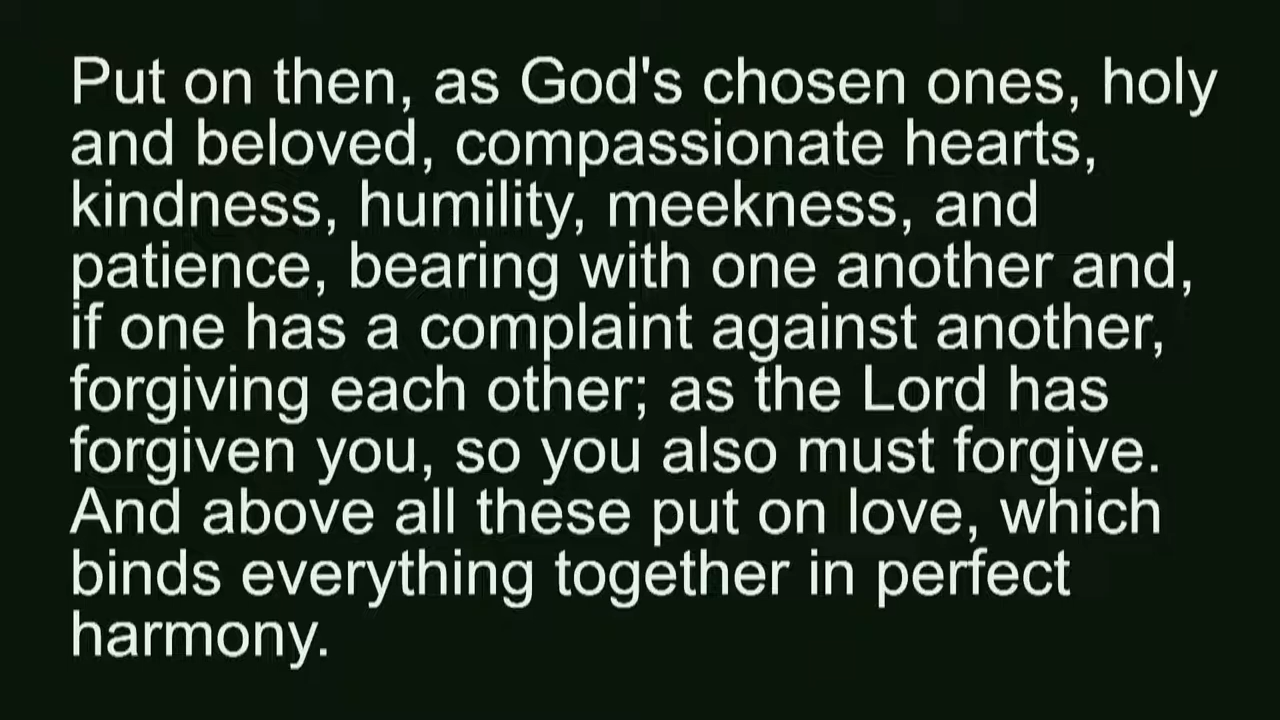 Put on then, as God's chosen ones, holy
and beloved, compassionate hearts,
kindness, humility, meekness, and
patience, bearing with one another and,
if one has a complaint against another,
forgiving each other; as the Lord has
forgiven you, so you also must forgive.
And above all these put on love, which
binds everything together in perfect
harmony.